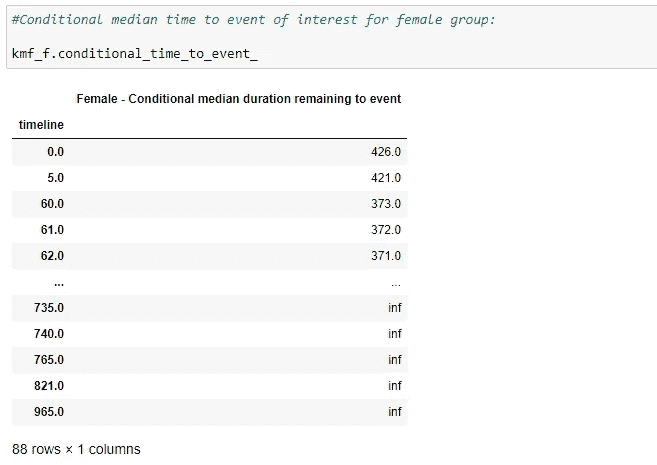 #Conditional median time to event of interest for female group:
kmf_f.conditional_time_to_event_
Female - Conditional median duration remaining to event
timeline
0.0 426.0
5.0 421.0
60.0 373.0
61.0 372.0
62.0 371.0
... ...
735.0 inf
740.0 inf
765.0 inf
821.0 inf
965.0 inf
88 rows × 1 columns